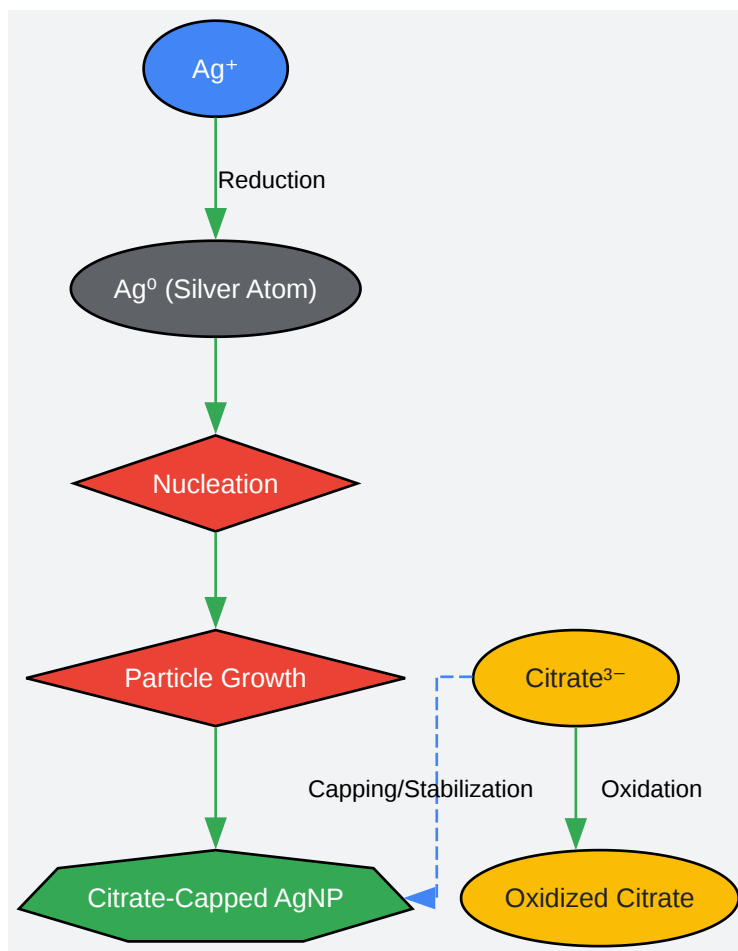 Ag⁺
Reduction
Ag⁰ (Silver Atom)
Nucleation
Particle Growth
Citrate³⁻
Capping/Stabilization
Oxidation
Citrate-Capped AgNP
Oxidized Citrate